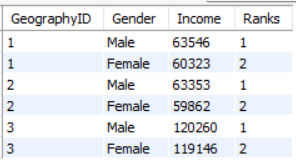 GeographyID Gender Income Ranks
1 Male 63546 1
1 Female 60323 2
2 Male 63353 1
2 Female 59862 2
3 Male 120260 1
3 Female 119146 2